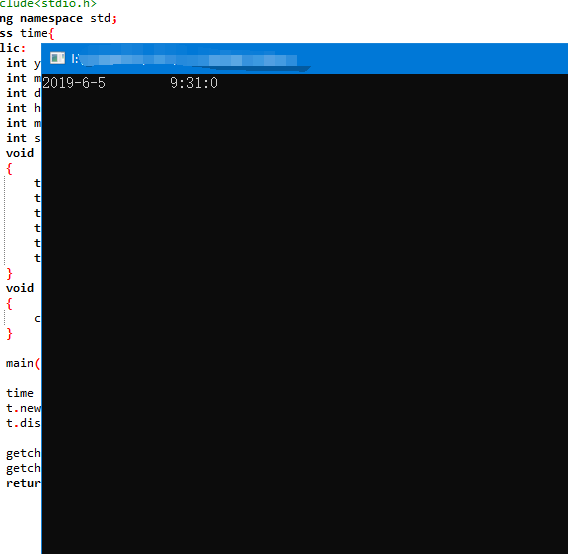 clude<stdio.h>
ng namespace std;
ss time{
lic:
int y
int m
int d
int h
int m
int s
void
{
t
t
t
t
t
t
}
void
{
c
}
main(
time
t.new
t.dis
getch
getch
retur
2019-6-5 9:31:0